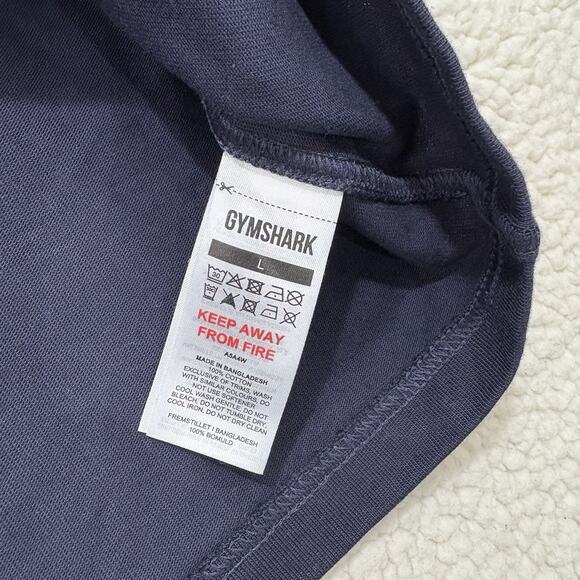 GYMSHARK
L
30
KEEP AWAY
FROM FIRE
A5A4W
MADE IN BANGLADESH
100% COTTON
EXCLUSIVE OF TRIMS, WASH
WITH SIMILAR COLOURS, DO
NOT USE SOFTENER
COOL WASH GENTLE, DO NOT
BLEACH, DO NOT TUMBLE DRY,
COOL IRON, DO NOT DRY CLEAN
FREMSTILLET I BANGLADESH
100% BOMULD